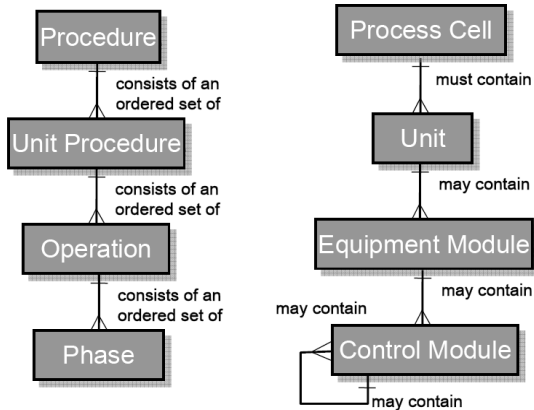 Procedure
consists of an
ordered set of
Unit Procedure
consists of an
ordered set of
Operation
consists of an
ordered set of
Phase
Process Cell
must contain
Unit
may contain
Equipment Module
may contain
may contain
Control Module
may contain